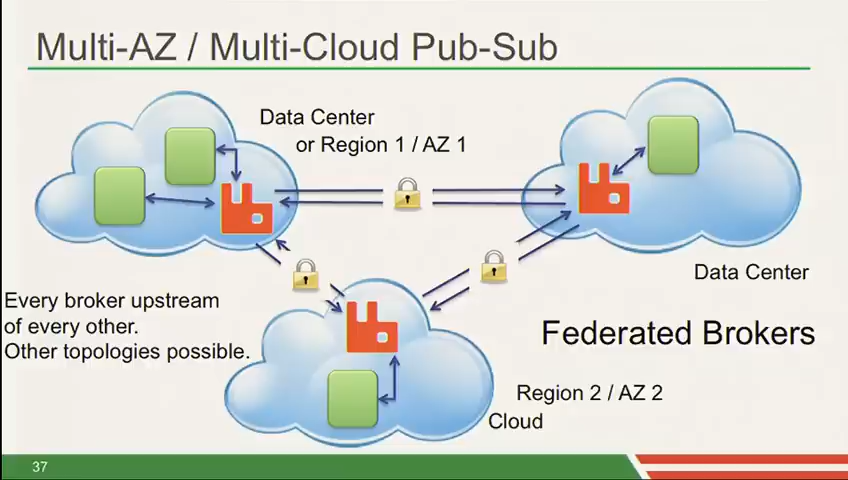 Multi-AZ / Multi-Cloud Pub-Sub
Data Center
or Region 1 / AZ 1
Data Center
Every broker upstream
of every other.
Other topologies possible.
Federated Brokers
Region 2 / AZ 2
Cloud
37